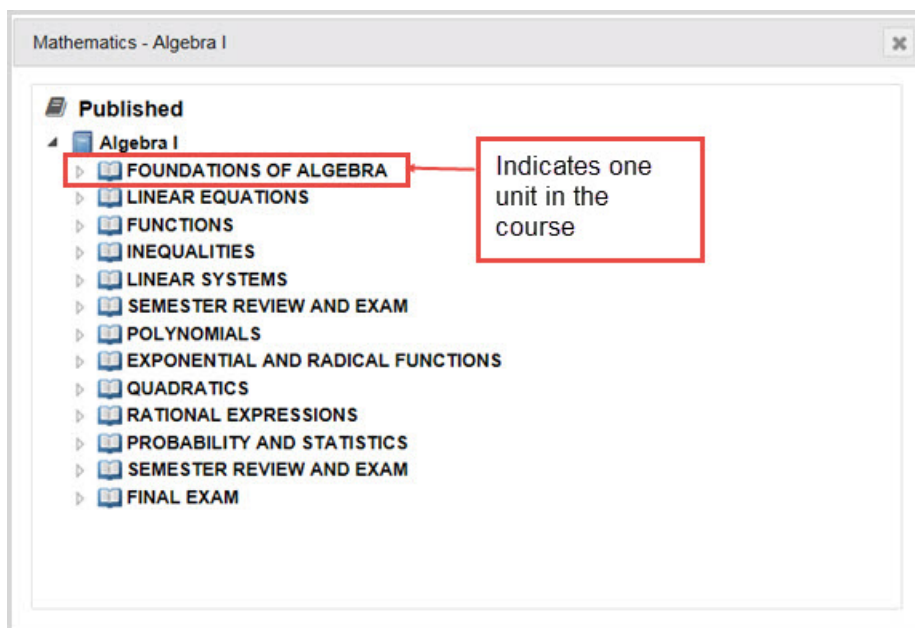 Mathematics - Algebra I
Published
Algebra I
FOUNDATIONS OF ALGEBRA
LINEAR EQUATIONS
FUNCTIONS
INEQUALITIES
LINEAR SYSTEMS
SEMESTER REVIEW AND EXAM
POLYNOMIALS
EXPONENTIAL AND RADICAL FUNCTIONS
QUADRATICS
RATIONAL EXPRESSIONS
PROBABILITY AND STATISTICS
SEMESTER REVIEW AND EXAM
FINAL EXAM
Indicates one
unit in the
course